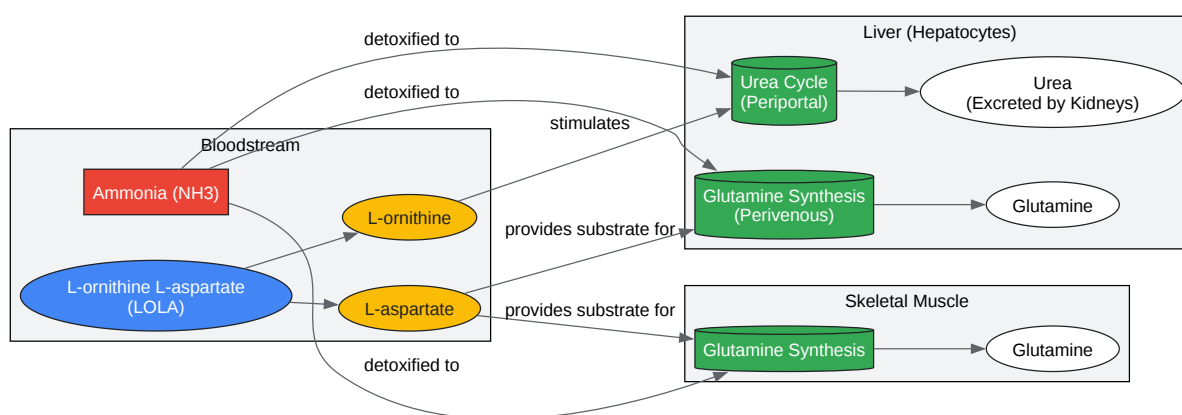 Liver (Hepatocytes)
detoxified to
Urea Cycle
(Periportal)
Urea
(Excreted by Kidneys)
detoxified to
stimulates
Bloodstream
Ammonia (NH3)
L-ornithine
Glutamine Synthesis
(Perivenous)
Glutamine
provides substrate for
L-ornithine L-aspartate
(LOLA)
L-aspartate
provides substrate for
Skeletal Muscle
Glutamine Synthesis
Glutamine
detoxified to